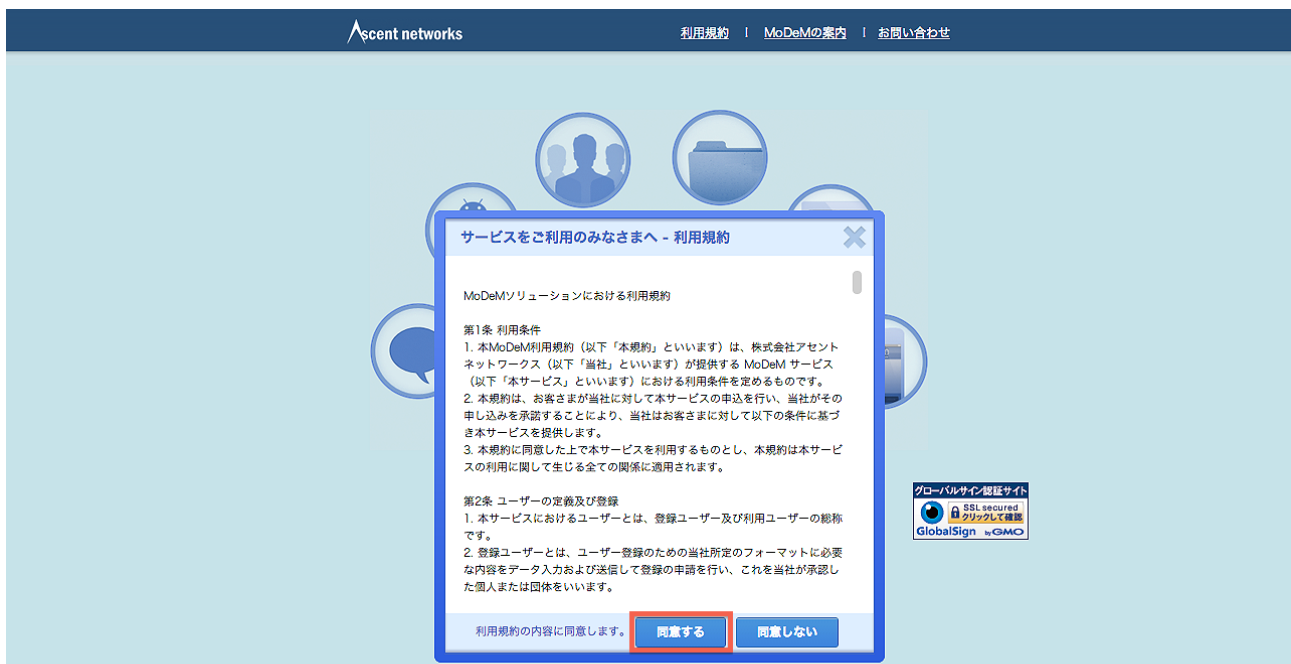 Ascent networks
利用規約 | MoDeMの案内 | お問い合わせ
サービスをご利用のみなさまへ - 利用規約
MoDeMソリューションにおける利用規約
第1条 利用条件
1. 本MoDeM利用規約（以下「本規約」といいます）は、株式会社アセント
ネットワークス（以下「当社」といいます）が提供する MoDeM サービス
（以下「本サービス」といいます）における利用条件を定めるものです。
2. 本規約は、お客さまが当社に対して本サービスの申込を行い、当社がその
申し込みを承諾することにより、当社はお客さまに対して以下の条件に基づ
き本サービスを提供します。
3. 本規約に同意した上で本サービスを利用するものとし、本規約は本サービ
スの利用に関して生じる全ての関係に適用されます。
第2条 ユーザーの定義及び登録
1. 本サービスにおけるユーザーとは、登録ユーザー及び利用ユーザーの総称
です。
2. 登録ユーザーとは、ユーザー登録のための当社所定のフォーマットに必要
な内容をデータ入力および送信して登録の申請を行い、これを当社が承認し
た個人または団体をいいます。
利用規約の内容に同意します。 同意する 同意しない
グローバルサイン認証サイト
SSL secured
クリックして確認
GlobalSign by GMO